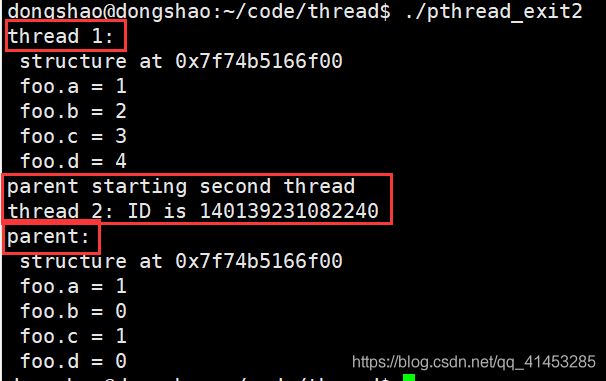 dongshao@dongshao:~/code/thread$ ./pthread_exit2
thread 1:
 structure at 0x7f74b5166f00
 foo.a = 1
 foo.b = 2
 foo.c = 3
 foo.d = 4
parent starting second thread
thread 2: ID is 140139231082240
parent:
 structure at 0x7f74b5166f00
 foo.a = 1
 foo.b = 0
 foo.c = 1
 foo.d = 0
https://blog.csdn.net/qq_41453285